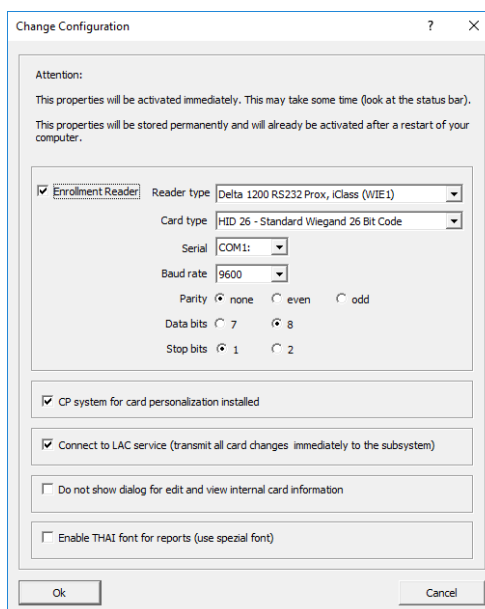 Change Configuration ? ×
Attention:
This properties will be activated immediately. This may take some time (look at the status bar).
This properties will be stored permanently and will already be activated after a restart of your
computer.
Enrollment Reader Reader type Delta 1200 RS232 Prox, iClass (WIE1)
Card type HID 26 - Standard Wiegand 26 Bit Code
Serial COM1:
Baud rate 9600
Parity none even odd
Data bits 7 8
Stop bits 1 2
CP system for card personalization installed
Connect to LAC service (transmit all card changes immediately to the subsystem)
Do not show dialog for edit and view internal card information
Enable THAI font for reports (use spezial font)
Ok Cancel